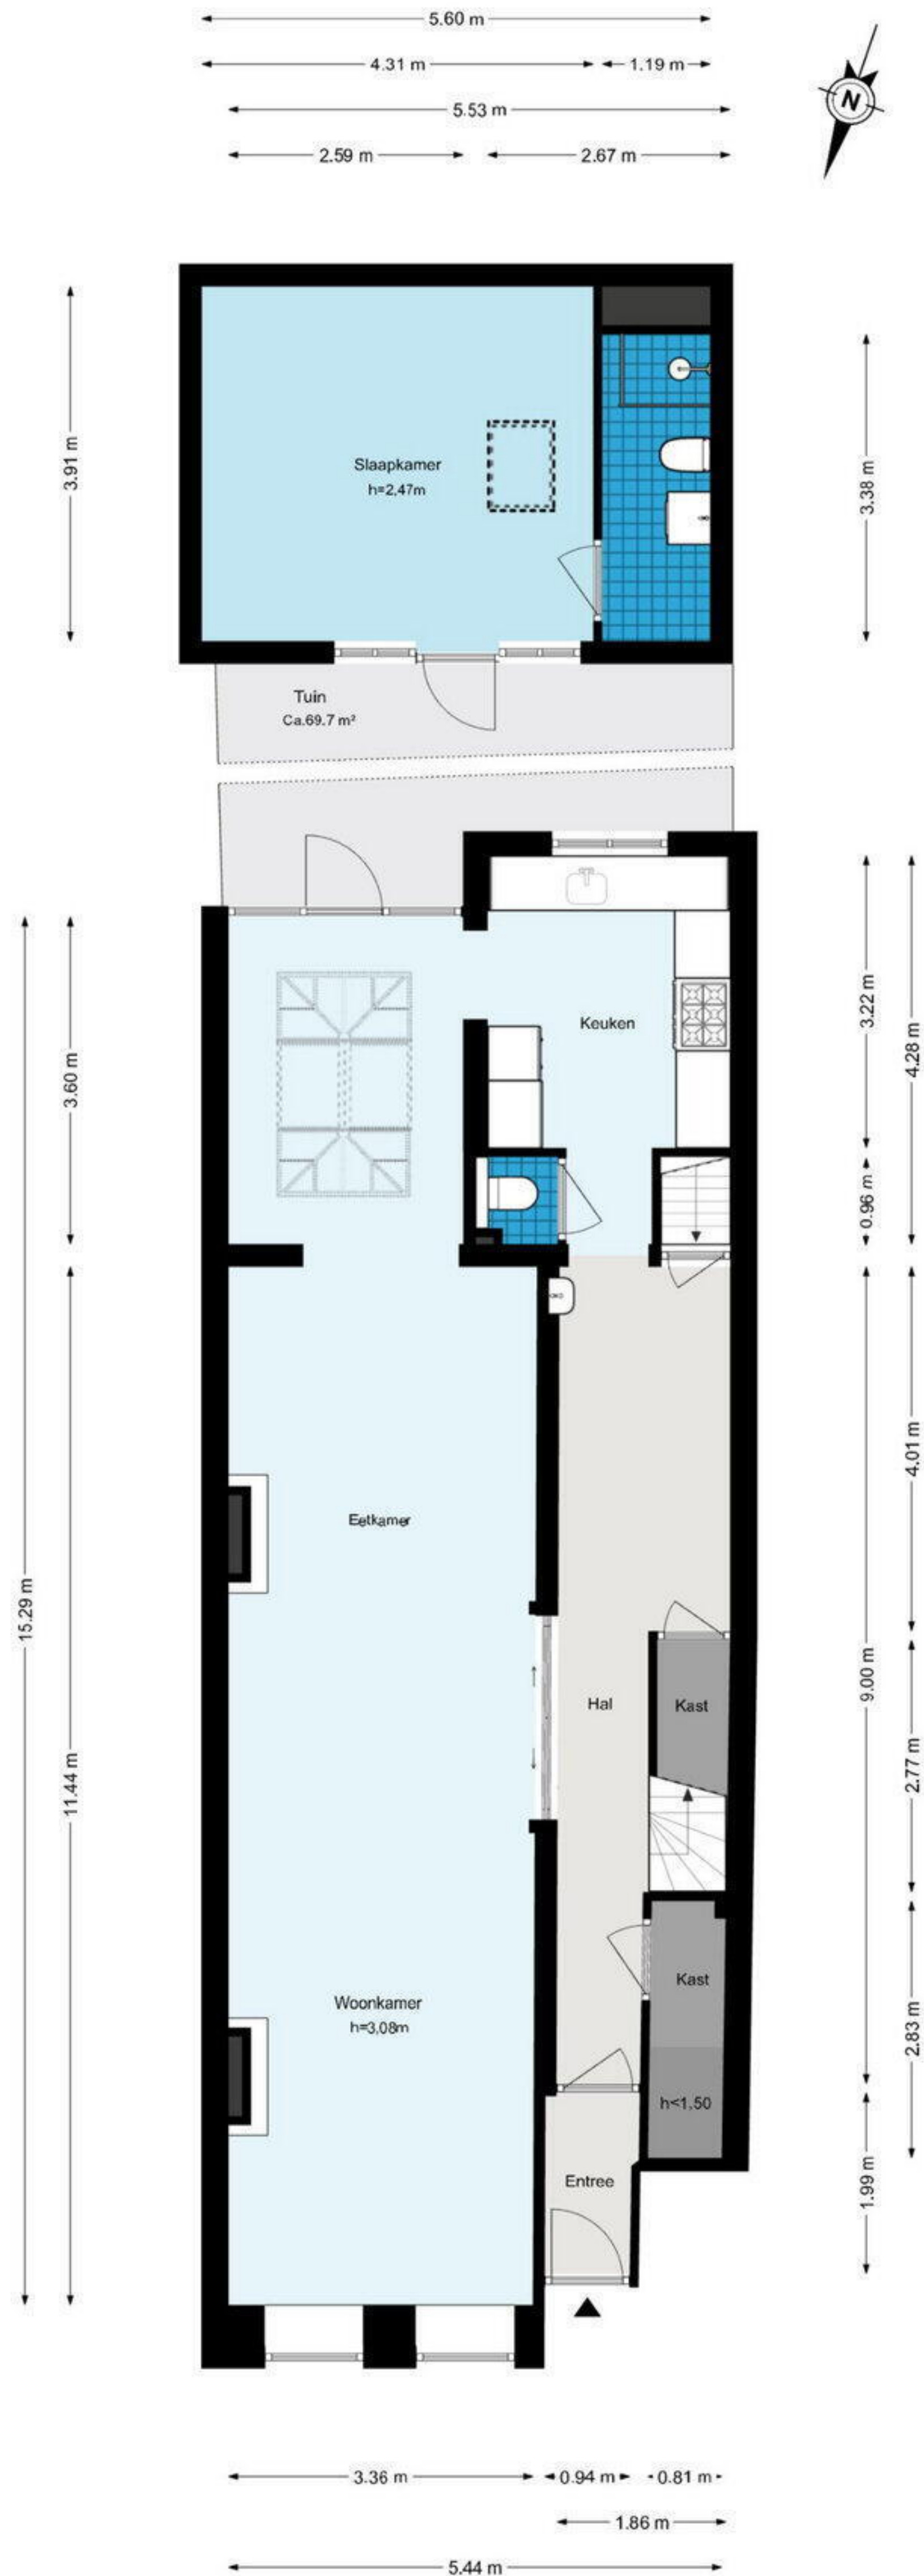 5.60 m
4.31 m
1.19 m
5.53 m
2.59 m
2.67 m
N
3.91 m
3.38 m
Slaapkamer
h=2,47m
Tuin
Ca.69.7 m²
Keuken
3.22 m
4.28 m
0.96 m
3.60 m
15.29 m
11.44 m
Eetkamer
4.01 m
9.00 m
Hal
Kast
2.77 m
Kast
Woonkamer
h=3,08m
2.83 m
h<1,50
1.99 m
Entree
3.36 m
0.94 m
0.81 m
1.86 m
5.44 m